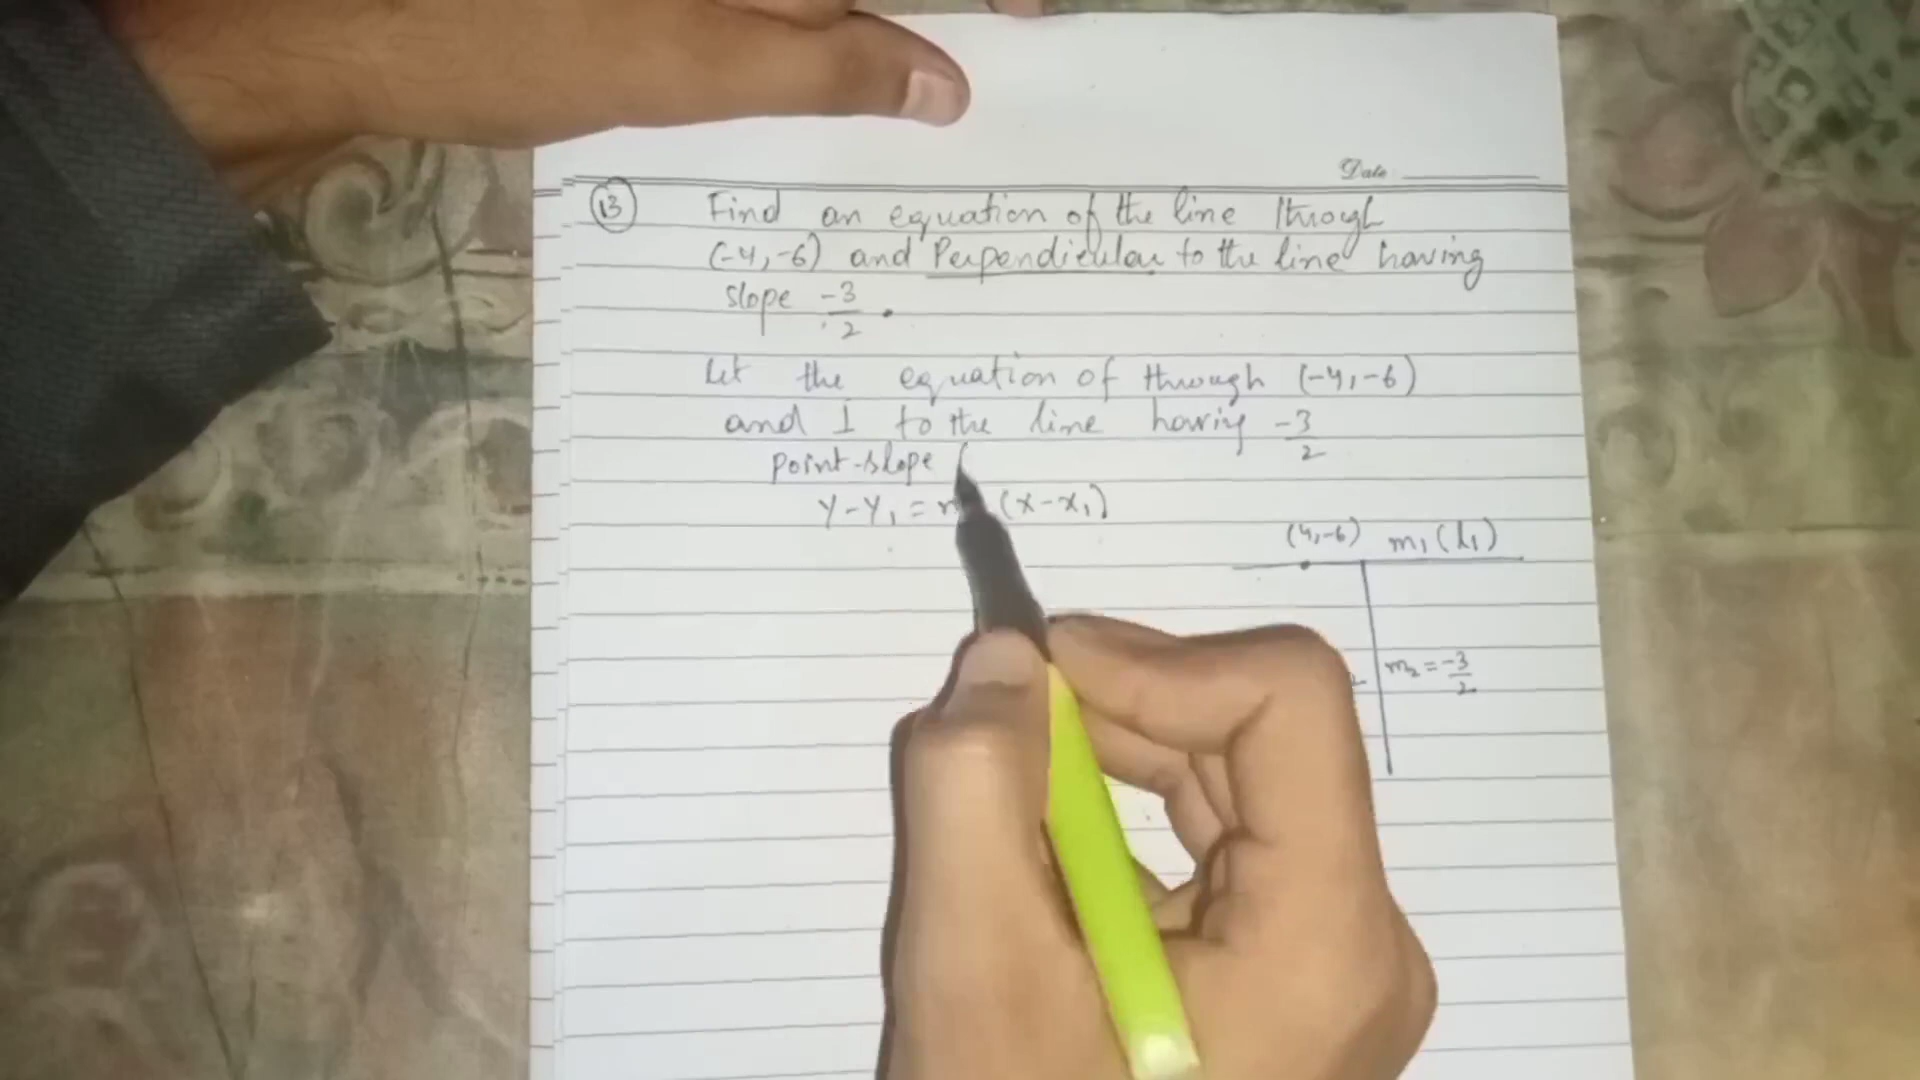 Date
13 Find an equation of the line through
(-4,-6) and Perpendicular to the line having
slope -3/2 .
Let the equation of through (-4,-6)
and ⊥ to the line having -3/2
point-slope
y-y₁ = m (x-x₁)
(4,-6) m₁(l₁)
m₂ = -3/2